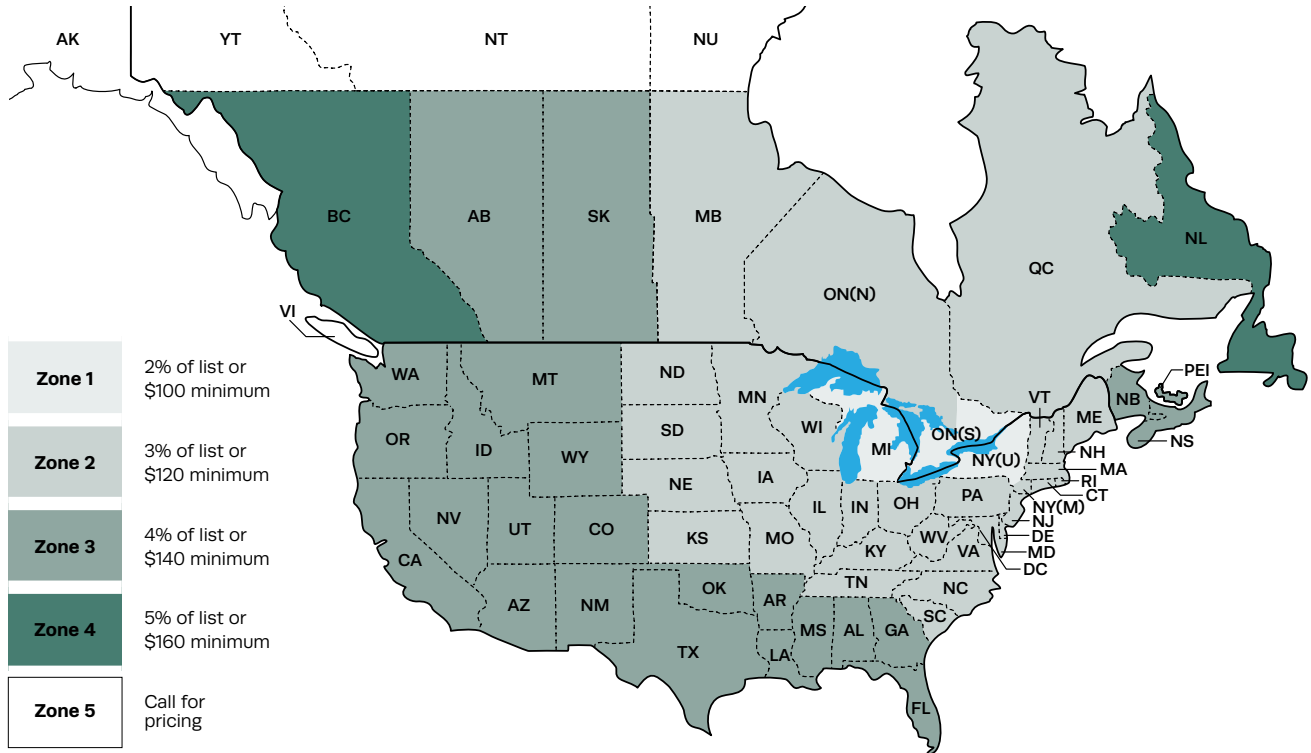 AK
YT
NT
NU
BC
AB
SK
MB
ON(N)
QC
NL
VI
Zone 1
2% of list or
$100 minimum
Zone 2
3% of list or
$120 minimum
Zone 3
4% of list or
$140 minimum
Zone 4
5% of list or
$160 minimum
Zone 5
Call for
pricing
WA
MT
ND
MN
OR
ID
WY
SD
WI
MI
ON(S)
NY(U)
VT
ME
NB
PEI
NS
NH
MA
RI
CT
NY(M)
NJ
DE
MD
DC
NV
UT
CO
NE
IA
IL
IN
OH
PA
CA
KS
MO
KY
WV
VA
AZ
NM
OK
AR
TN
NC
SC
TX
LA
MS
AL
GA
FL